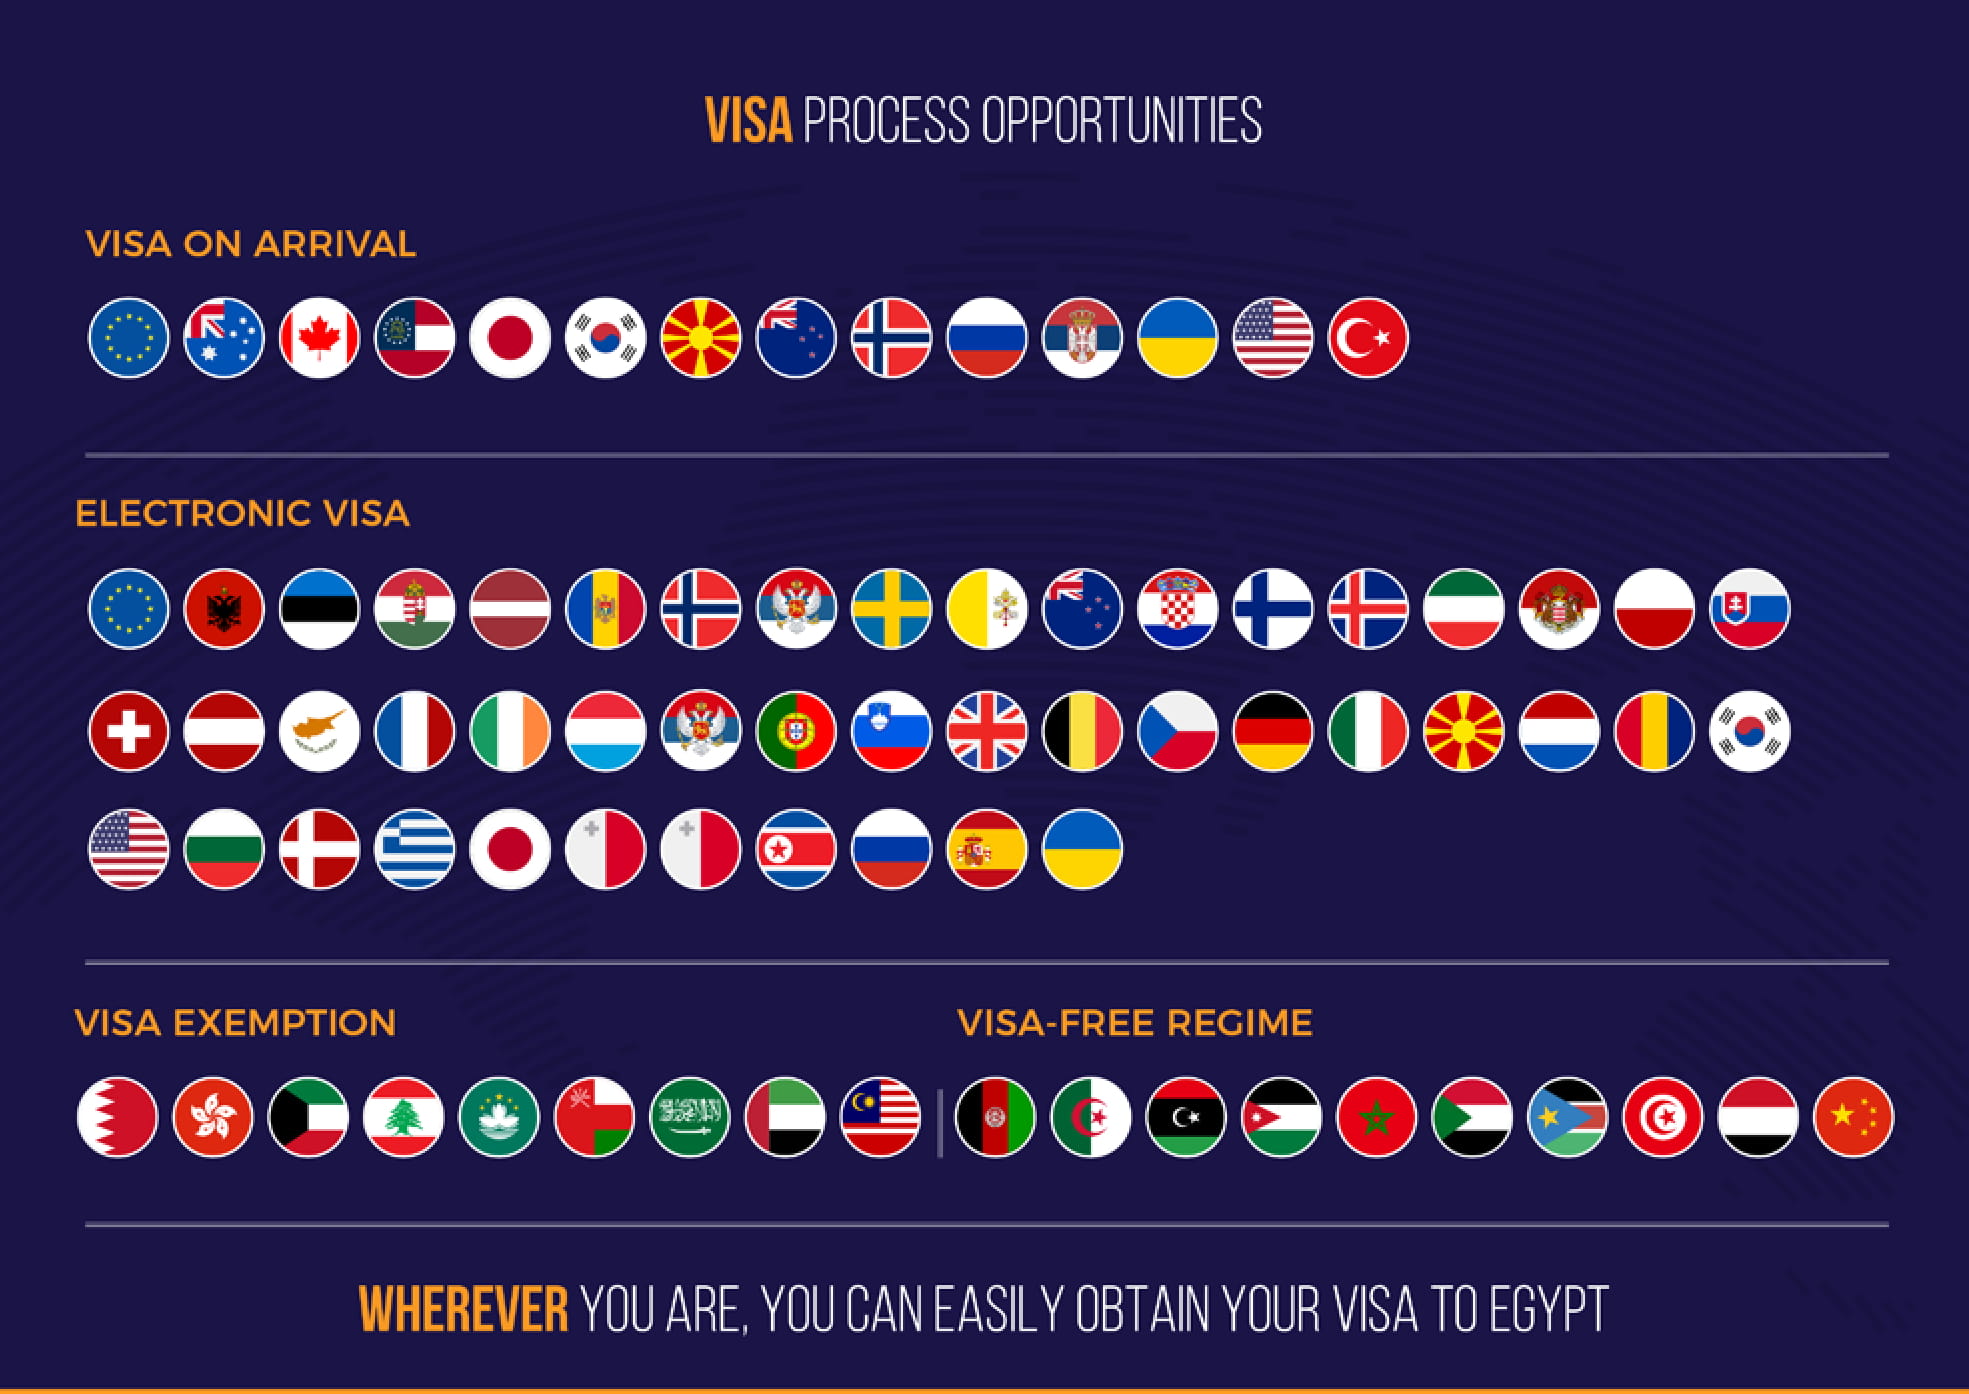 VISA PROCESS OPPORTUNITIES
VISA ON ARRIVAL
ELECTRONIC VISA
VISA EXEMPTION
VISA-FREE REGIME
WHEREVER YOU ARE, YOU CAN EASILY OBTAIN YOUR VISA TO EGYPT